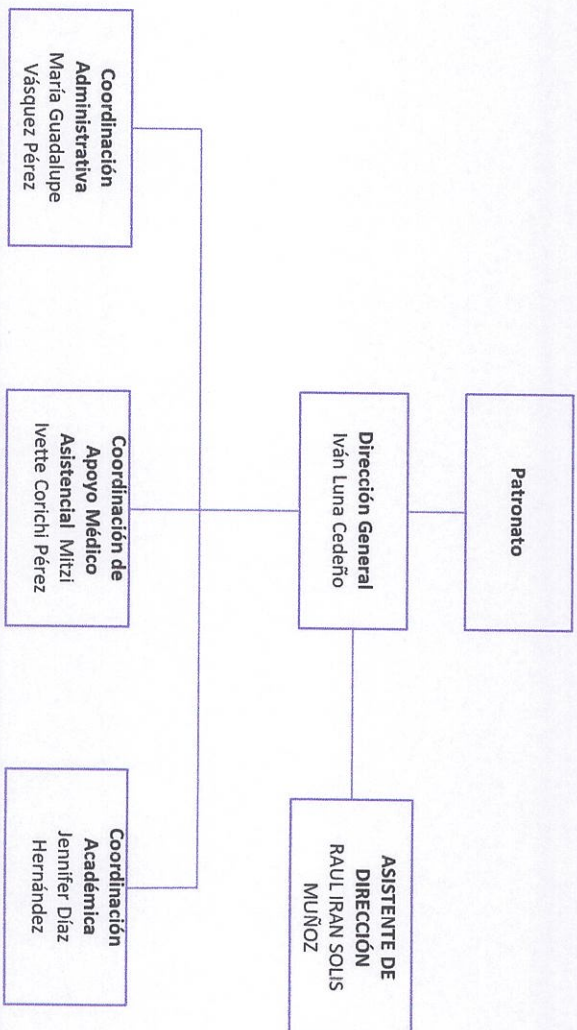 Patronato
Dirección General
Iván Luna Cedeño
ASISTENTE DE
DIRECCIÓN
RAUL IRAN SOLIS
MUÑOZ
Coordinación
Administrativa
María Guadalupe
Vásquez Pérez
Coordinación de
Apoyo Médico
Asistencial Mitzi
Ivette Corichi Pérez
Coordinación
Académica
Jennifer Díaz
Hernández